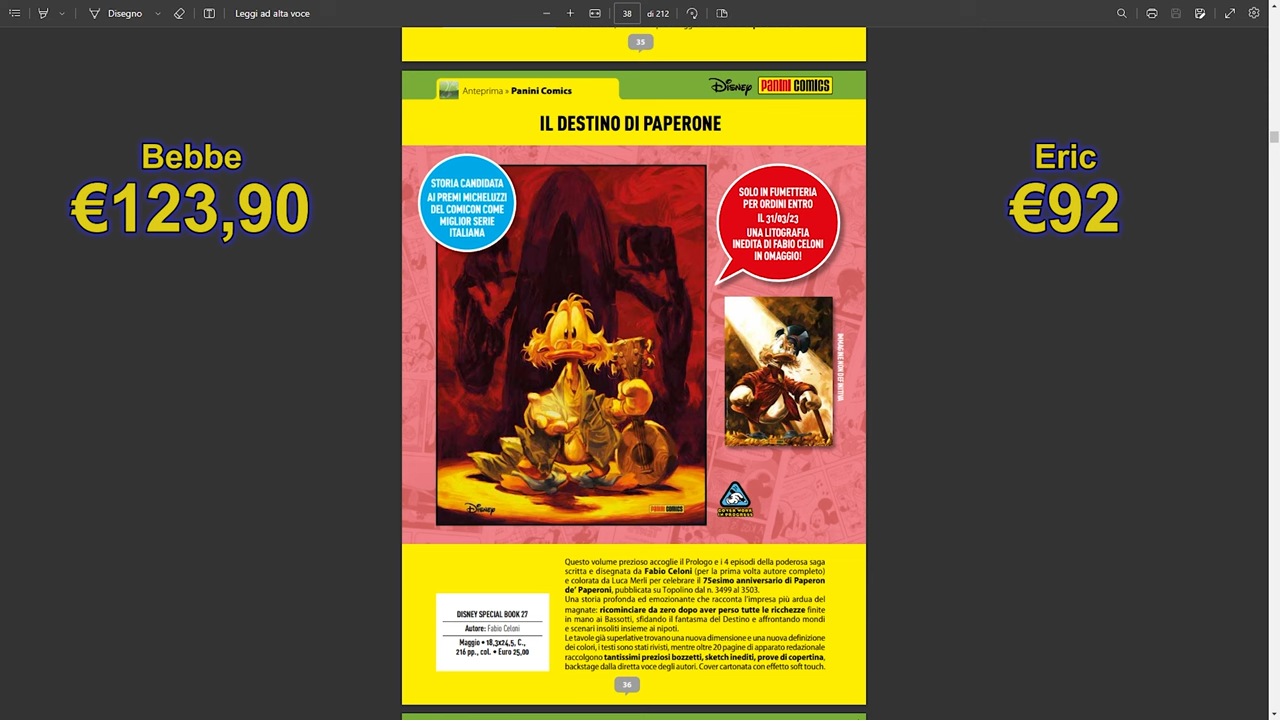 Disegno
Leggi ad alta voce
38
di 212
35
Anteprima » Panini Comics
Disney
PANINI COMICS
IL DESTINO DI PAPERONE
Bebbe
€123,90
Eric
€92
STORIA CANDIDATA
AI PREMI MICHELUZZI
DEL COMICON COME
MIGLIOR SERIE
ITALIANA
SOLO IN FUMETTERIA
PER ORDINI ENTRO
IL 31/03/23
UNA LITOGRAFIA
INEDITA DI FABIO CELONI
IN OMAGGIO!
IMMAGINE NON DEFINITIVA
Disney
PANINI COMICS
COVER WORK
IN PROGRESS
Questo volume prezioso accoglie il Prologo e i 4 episodi della poderosa saga
scritta e disegnata da Fabio Celoni (per la prima volta autore completo)
e colorata da Luca Merli per celebrare il 75esimo anniversario di Paperon
de' Paperoni, pubblicata su Topolino dal n. 3499 al 3503.
Una storia profonda ed emozionante che racconta l'impresa più ardua del
magnate: ricominciare da zero dopo aver perso tutte le ricchezze finite
in mano ai Bassotti, sfidando il fantasma del Destino e affrontando mondi
e scenari insoliti insieme ai nipoti.
Le tavole già superlative trovano una nuova dimensione e una nuova definizione
dei colori, i testi sono stati rivisti, mentre oltre 20 pagine di apparato redazionale
raccolgono tantissimi preziosi bozzetti, sketch inediti, prove di copertina,
backstage dalla diretta voce degli autori. Cover cartonata con effetto soft touch.
DISNEY SPECIAL BOOK 27
Autore: Fabio Celoni
Maggio • 18,3x24,5, C.,
216 pp., col. • Euro 25,00
36